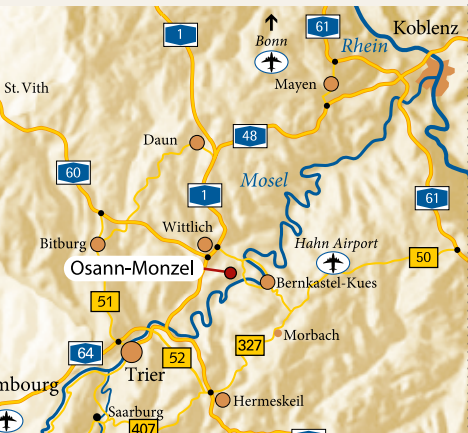 61
Koblenz
1
Bonn
Rhein
Mayen
St. Vith
Daun
48
60
Mosel
1
61
Wittlich
Bitburg
Hahn Airport
50
Osann-Monzel
Bernkastel-Kues
51
Morbach
327
64
52
Trier
mbourg
Hermeskeil
Saarburg
407